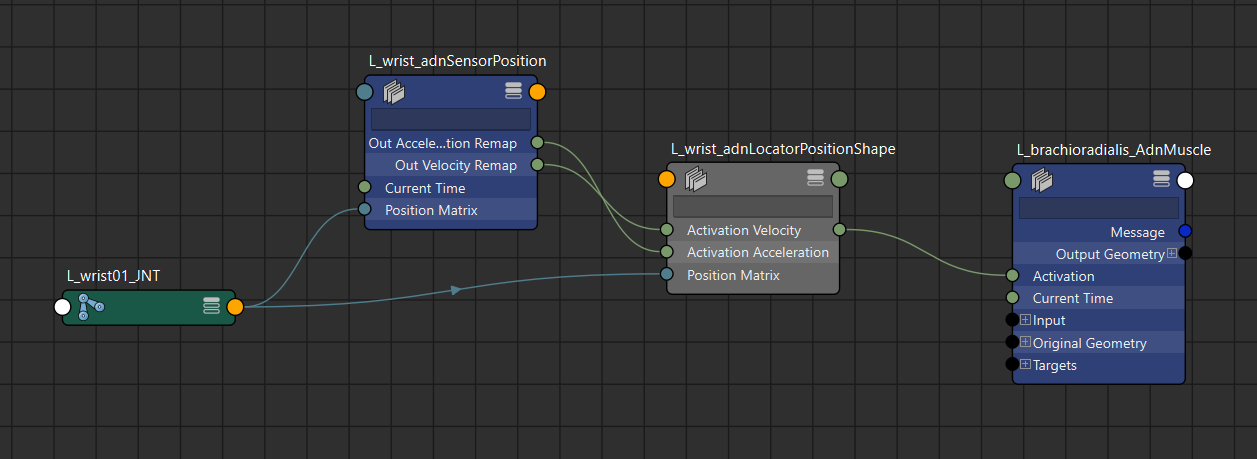 L_wrist_adnSensorPosition
Out Accele...tion Remap
Out Velocity Remap
Current Time
Position Matrix
L_wrist01_JNT
L_wrist_adnLocatorPositionShape
Activation Velocity
Activation Acceleration
Position Matrix
L_brachioradialis_AdnMuscle
Message
Output Geometry
Activation
Current Time
Input
Original Geometry
Targets